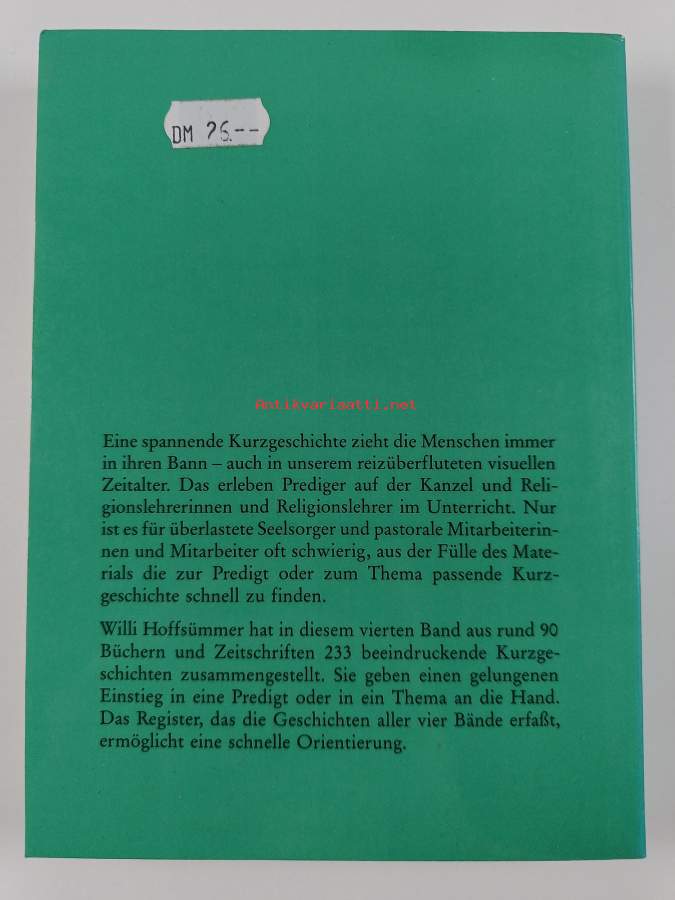 DM 26.--
Antikvariaatti.net
Eine spannende Kurzgeschichte zieht die Menschen immer
in ihren Bann – auch in unserem reizüberfluteten visuellen
Zeitalter. Das erleben Prediger auf der Kanzel und Reli-
gionslehrerinnen und Religionslehrer im Unterricht. Nur
ist es für überlastete Seelsorger und pastorale Mitarbeiterin-
nen und Mitarbeiter oft schwierig, aus der Fülle des Mate-
rials die zur Predigt oder zum Thema passende Kurz-
geschichte schnell zu finden.
Willi Hoffsümmer hat in diesem vierten Band aus rund 90
Büchern und Zeitschriften 233 beeindruckende Kurzge-
schichten zusammengestellt. Sie geben einen gelungenen
Einstieg in eine Predigt oder in ein Thema an die Hand.
Das Register, das die Geschichten aller vier Bände erfaßt,
ermöglicht eine schnelle Orientierung.